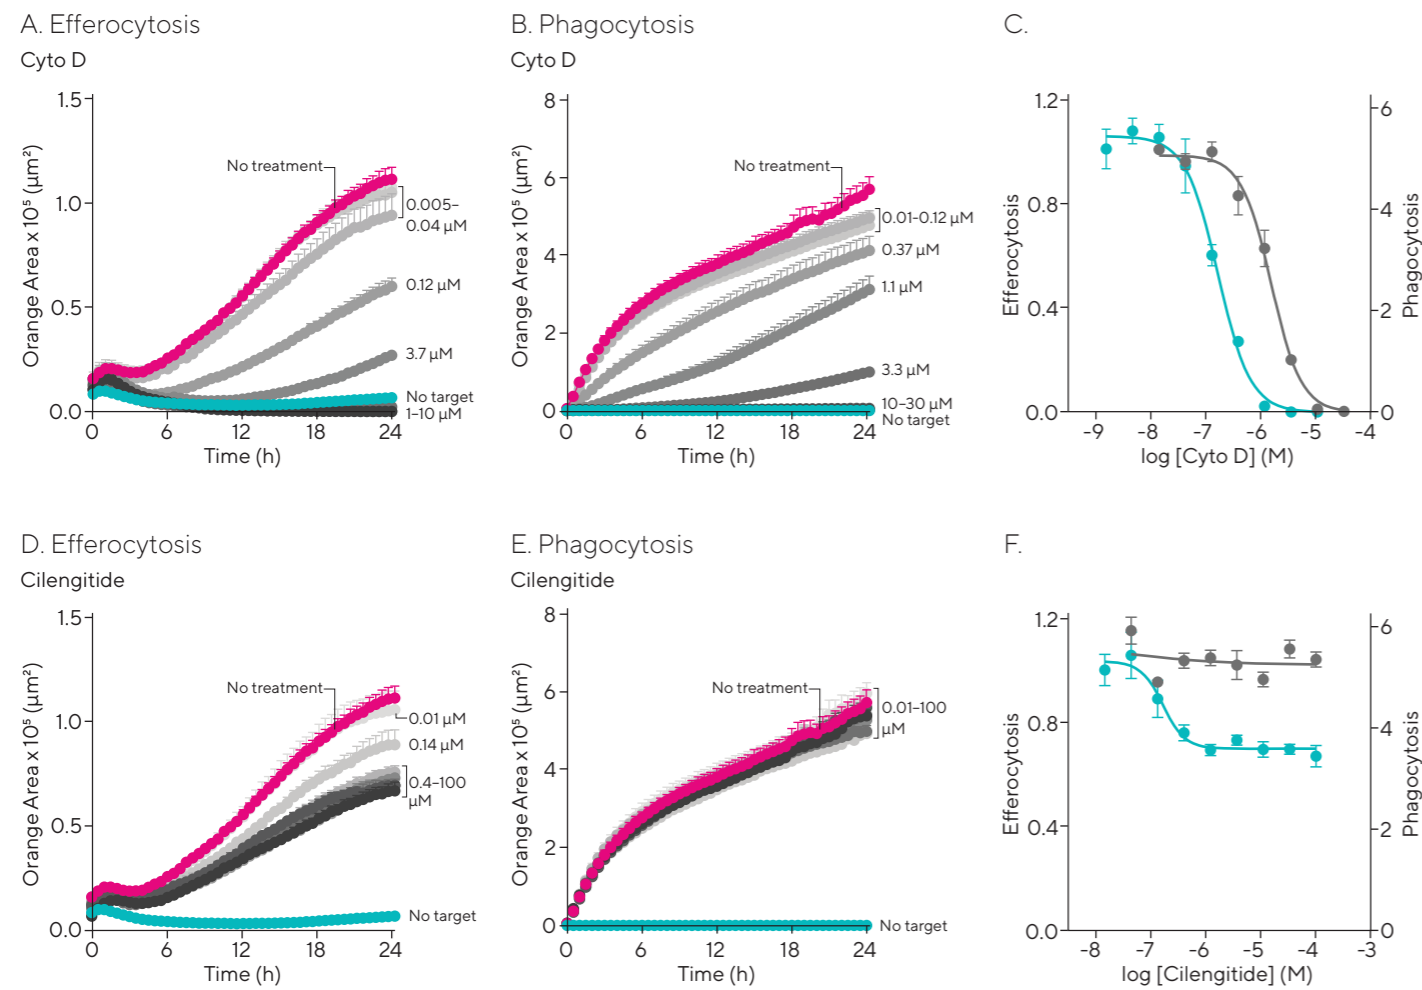 A. Efferocytosis
Cyto D
Orange Area x 10⁵ (µm²)
1.5
1.0
0.5
0.0
0 6 12 18 24
Time (h)
No treatment
0.005–
0.04 µM
0.12 µM
3.7 µM
No target
1–10 µM
B. Phagocytosis
Cyto D
Orange Area x 10⁵ (µm²)
8
6
4
2
0
0 6 12 18 24
Time (h)
No treatment
0.01–0.12 µM
0.37 µM
1.1 µM
3.3 µM
10–30 µM
No target
C.
Efferocytosis
1.2
0.8
0.4
0.0
-9 -8 -7 -6 -5 -4
log [Cyto D] (M)
6
4
2
0
Phagocytosis
D. Efferocytosis
Cilengitide
Orange Area x 10⁵ (µm²)
1.5
1.0
0.5
0.0
0 6 12 18 24
Time (h)
No treatment
0.01 µM
0.14 µM
0.4–100
µM
No target
E. Phagocytosis
Cilengitide
Orange Area x 10⁵ (µm²)
8
6
4
2
0
0 6 12 18 24
Time (h)
No treatment
0.01–100
µM
No target
F.
Efferocytosis
1.2
0.8
0.4
0.0
-8 -7 -6 -5 -4 -3
log [Cilengitide] (M)
6
4
2
0
Phagocytosis